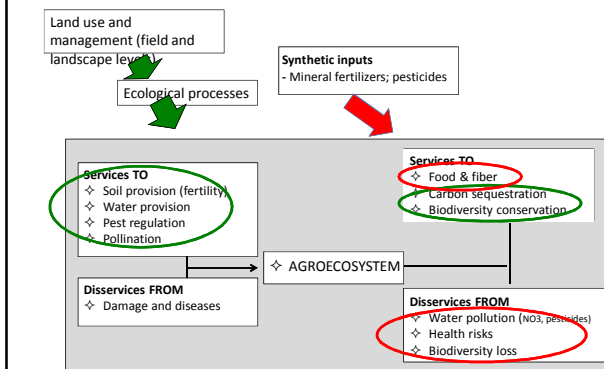 Land use and
management (field and
landscape levels)
Ecological processes
Synthetic inputs
- Mineral fertilizers; pesticides
Services TO
✧ Soil provision (fertility)
✧ Water provision
✧ Pest regulation
✧ Pollination
Disservices FROM
✧ Damage and diseases
✧ AGROECOSYSTEM
Services TO
✧ Food & fiber
✧ Carbon sequestration
✧ Biodiversity conservation
Disservices FROM
✧ Water pollution (NO3, pesticides)
✧ Health risks
✧ Biodiversity loss